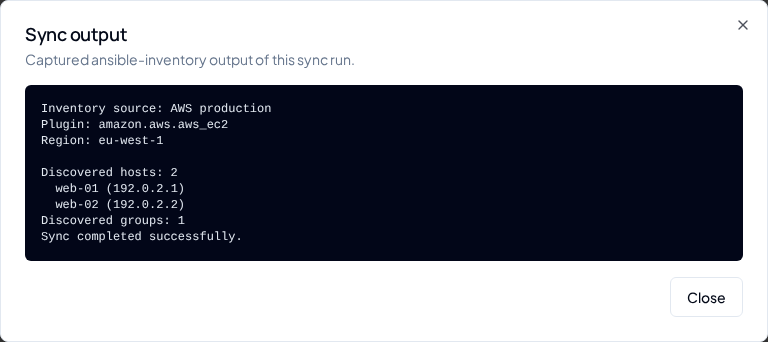 Sync output
Captured ansible-inventory output of this sync run.
Inventory source: AWS production
Plugin: amazon.aws.aws_ec2
Region: eu-west-1

Discovered hosts: 2
  web-01 (192.0.2.1)
  web-02 (192.0.2.2)
Discovered groups: 1
Sync completed successfully.
Close